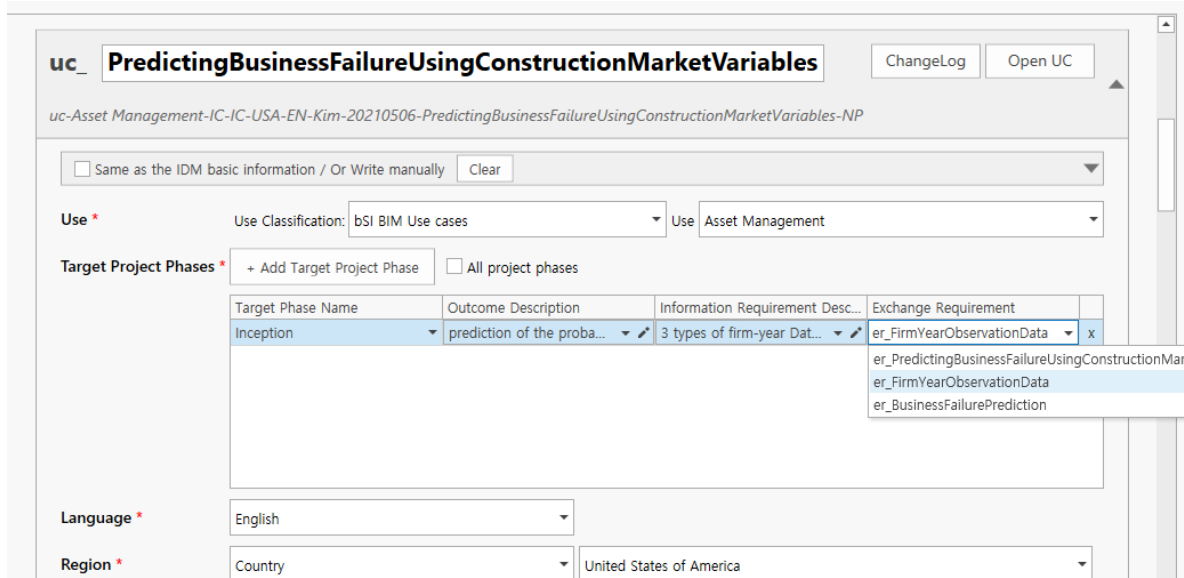 uc_ PredictingBusinessFailureUsingConstructionMarketVariables ChangeLog Open UC
uc-Asset Management-IC-IC-USA-EN-Kim-20210506-PredictingBusinessFailureUsingConstructionMarketVariables-NP
Same as the IDM basic information / Or Write manually Clear
Use * Use Classification: bSI BIM Use cases Use Asset Management
Target Project Phases * + Add Target Project Phase All project phases
Target Phase Name Outcome Description Information Requirement Desc... Exchange Requirement
Inception prediction of the proba... 3 types of firm-year Dat... er_FirmYearObservationData x
er_PredictingBusinessFailureUsingConstructionMar
er_FirmYearObservationData
er_BusinessFailurePrediction
Language * English
Region * Country United States of America